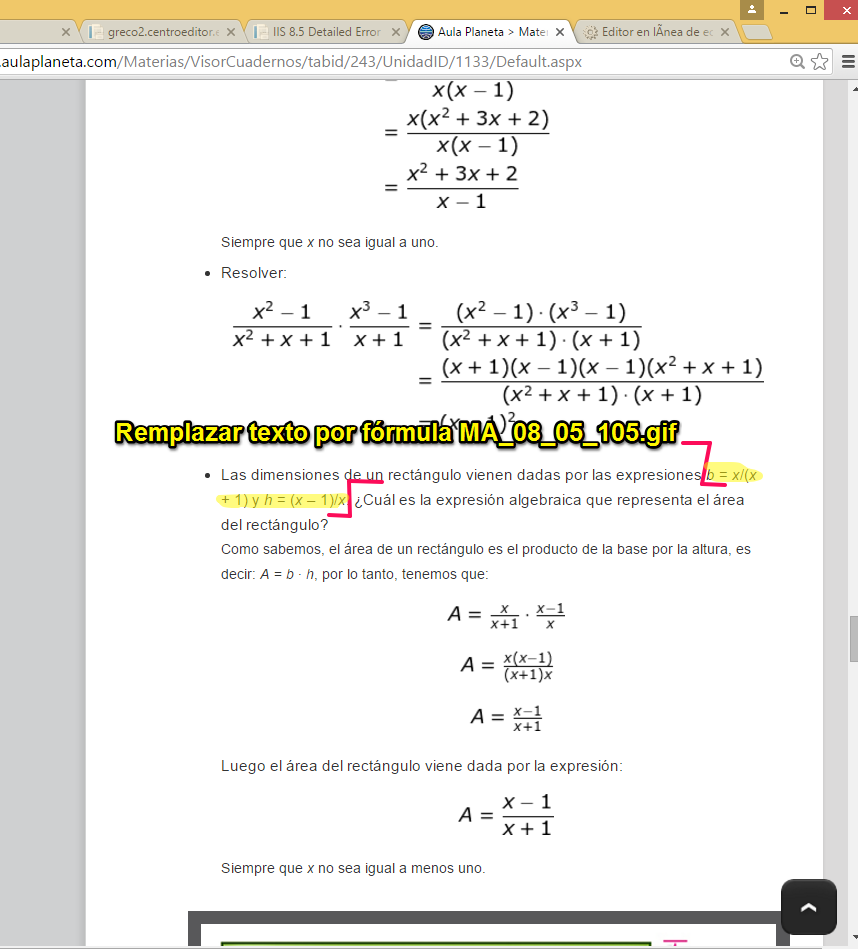 greco2.centroeditor.
IIS 8.5 Detailed Error
Aula Planeta > Mate
Editor en lÃnea de ec
.aulaplaneta.com/Materias/VisorCuadernos/tabid/243/UnidadID/1133/Default.aspx
x(x − 1)
= x(x² + 3x + 2) / x(x − 1)
= x² + 3x + 2 / x − 1
Siempre que x no sea igual a uno.
• Resolver:
x² − 1 / x² + x + 1 · x³ − 1 / x + 1 = (x² − 1) · (x³ − 1) / (x² + x + 1) · (x + 1)
= (x + 1)(x − 1)(x − 1)(x² + x + 1) / (x² + x + 1) · (x + 1)
Remplazar texto por fórmula MA_08_05_105.gif
• Las dimensiones de un rectángulo vienen dadas por las expresiones b = x/(x
+ 1) y h = (x − 1)/x ¿Cuál es la expresión algebraica que representa el área
del rectángulo?
Como sabemos, el área de un rectángulo es el producto de la base por la altura, es
decir: A = b · h, por lo tanto, tenemos que:
A = x / x+1 · x−1 / x
A = x(x−1) / (x+1)x
A = x−1 / x+1
Luego el área del rectángulo viene dada por la expresión:
A = x − 1 / x + 1
Siempre que x no sea igual a menos uno.